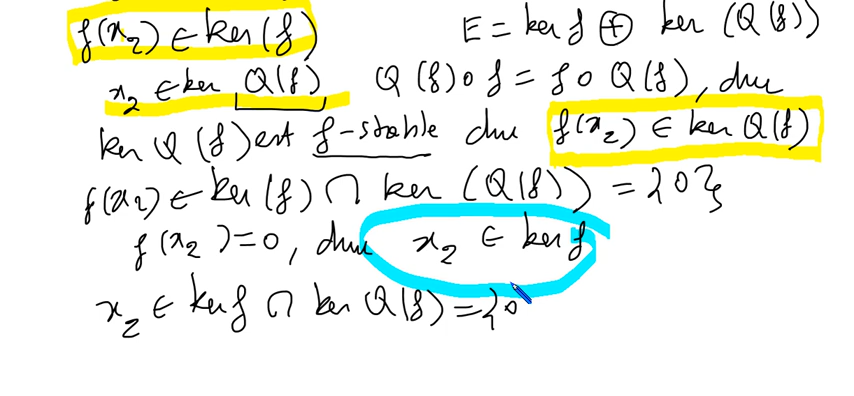 f(x₂) ∈ ker(f)
E = ker f ⊕ ker (Q(f))
x₂ ∈ ker Q(f)
Q(f) ∘ f = f ∘ Q(f), donc
ker Q(f) est f-stable donc f(x₂) ∈ ker Q(f)
f(x₂) ∈ ker(f) ∩ ker (Q(f)) = {0}
f(x₂) = 0, donc x₂ ∈ ker f
x₂ ∈ ker f ∩ ker Q(f) = {0